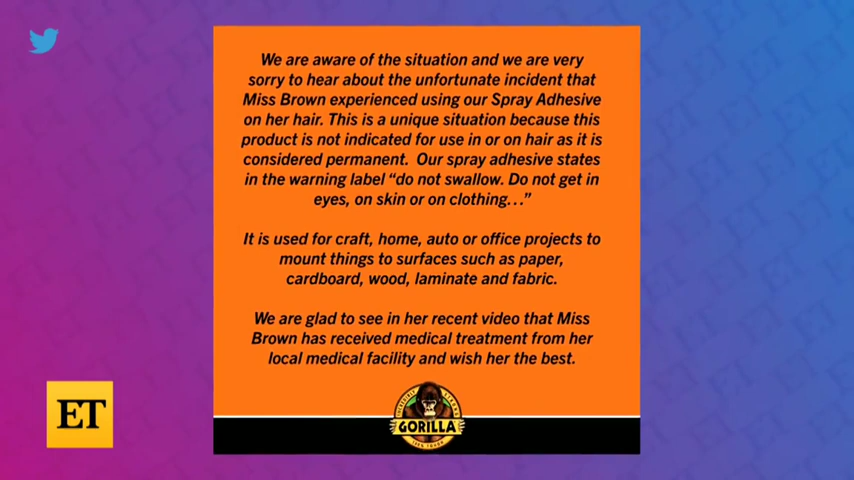 We are aware of the situation and we are very
sorry to hear about the unfortunate incident that
Miss Brown experienced using our Spray Adhesive
on her hair. This is a unique situation because this
product is not indicated for use in or on hair as it is
considered permanent. Our spray adhesive states
in the warning label “do not swallow. Do not get in
eyes, on skin or on clothing…”
It is used for craft, home, auto or office projects to
mount things to surfaces such as paper,
cardboard, wood, laminate and fabric.
We are glad to see in her recent video that Miss
Brown has received medical treatment from her
local medical facility and wish her the best.
ET
GORILLA